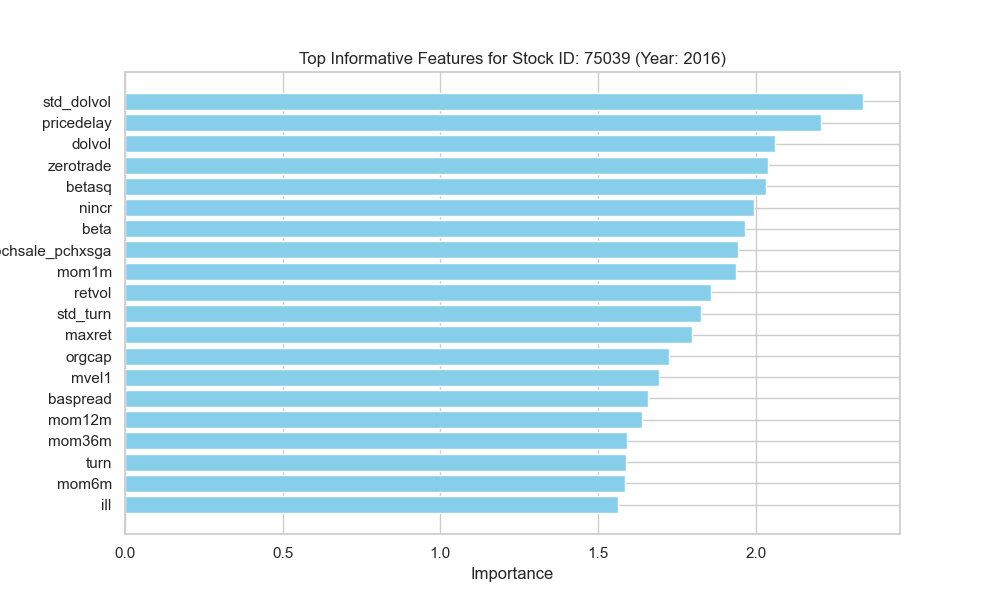 Top Informative Features for Stock ID: 75039 (Year: 2016)
std_dolvol
pricedelay
dolvol
zerotrade
betasq
nincr
beta
pchsale_pchxsga
mom1m
retvol
std_turn
maxret
orgcap
mvel1
baspread
mom12m
mom36m
turn
mom6m
ill
0.0 0.5 1.0 1.5 2.0
Importance